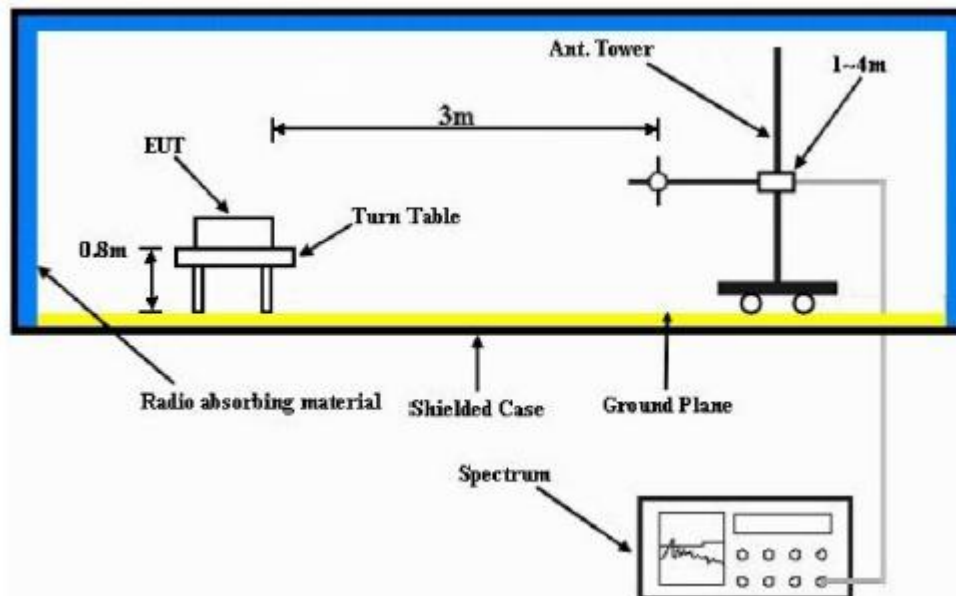 Ant. Tower
1~4m
3m
EUT
Turn Table
0.8m
Radio absorbing material
Shielded Case
Ground Plane
Spectrum